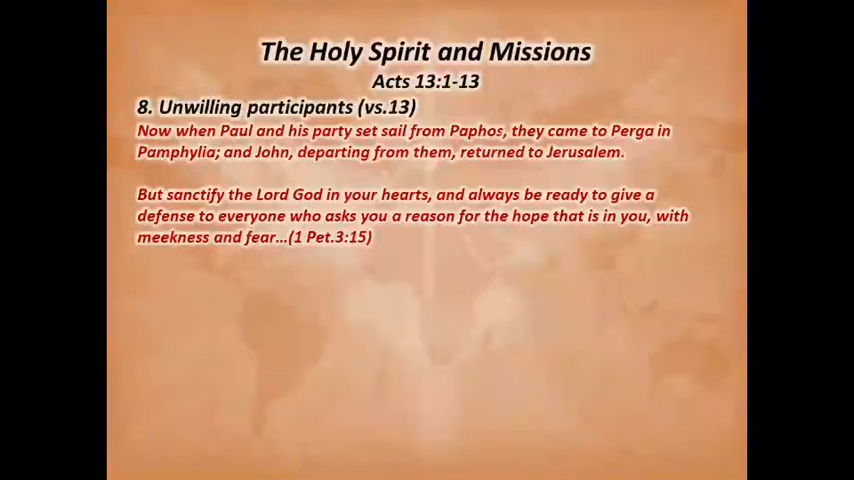 The Holy Spirit and Missions
Acts 13:1-13
8. Unwilling participants (vs.13)
Now when Paul and his party set sail from Paphos, they came to Perga in
Pamphylia; and John, departing from them, returned to Jerusalem.
But sanctify the Lord God in your hearts, and always be ready to give a
defense to everyone who asks you a reason for the hope that is in you, with
meekness and fear…(1 Pet.3:15)